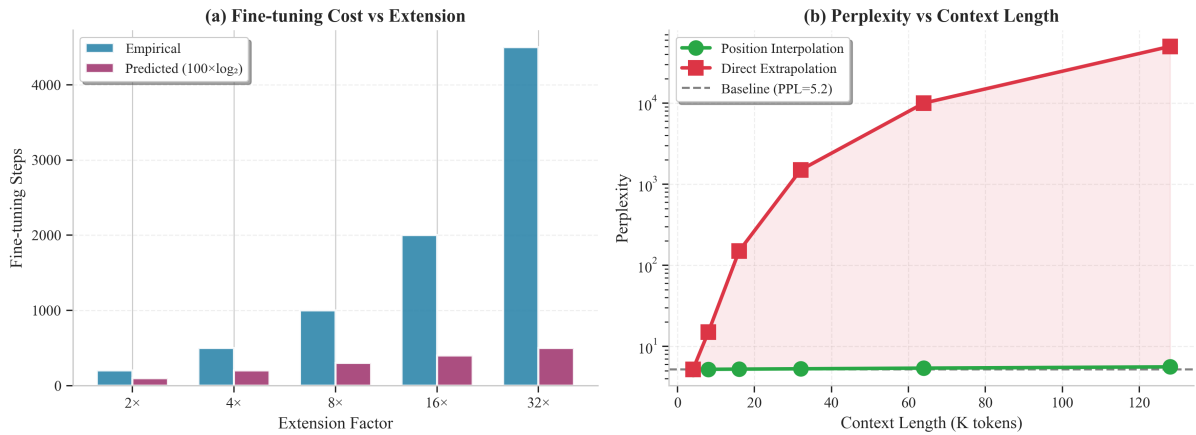 (a) Fine-tuning Cost vs Extension
Empirical
Predicted (100×log₂)
Fine-tuning Steps
4000
3000
2000
1000
0
2×
4×
8×
16×
32×
Extension Factor
(b) Perplexity vs Context Length
Position Interpolation
Direct Extrapolation
Baseline (PPL=5.2)
Perplexity
10⁴
10³
10²
10¹
0
20
40
60
80
100
120
Context Length (K tokens)